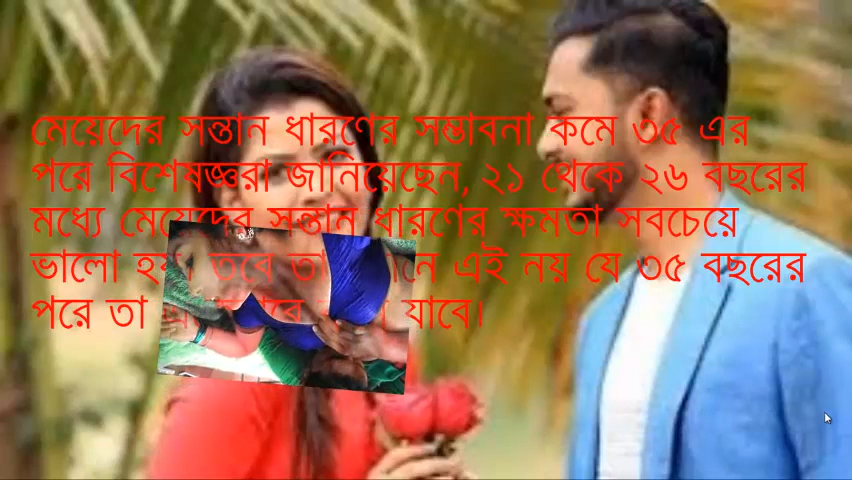 মেয়েদের সন্তান ধারণের সম্ভাবনা কমে ৩৫ এর
পরে বিশেষজ্ঞরা জানিয়েছেন, ২১ থেকে ২৬ বছরের
মধ্যে মেয়েদের সন্তান ধারণের ক্ষমতা সবচেয়ে
ভালো হয়। তবে এই নয় যে ৩৫ বছরের
পরে তা যাবে।